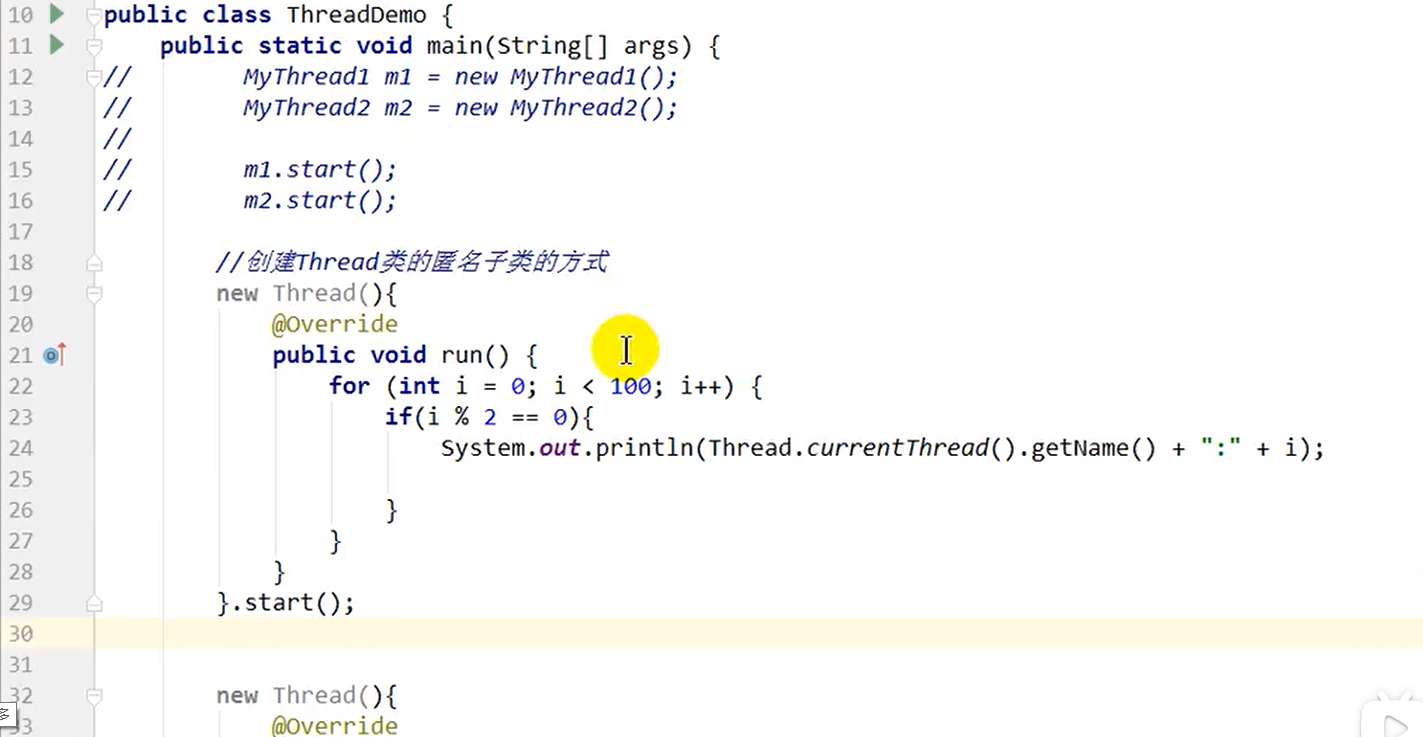 10 public class ThreadDemo {
11 public static void main(String[] args) {
12 // MyThread1 m1 = new MyThread1();
13 // MyThread2 m2 = new MyThread2();
14 //
15 // m1.start();
16 // m2.start();
17
18 //创建Thread类的匿名子类的方式
19 new Thread(){
20 @Override
21 public void run() {
22 for (int i = 0; i < 100; i++) {
23 if(i % 2 == 0){
24 System.out.println(Thread.currentThread().getName() + ":" + i);
25
26 }
27 }
28 }
29 }.start();
30
31
32 new Thread(){
33 @Override
多